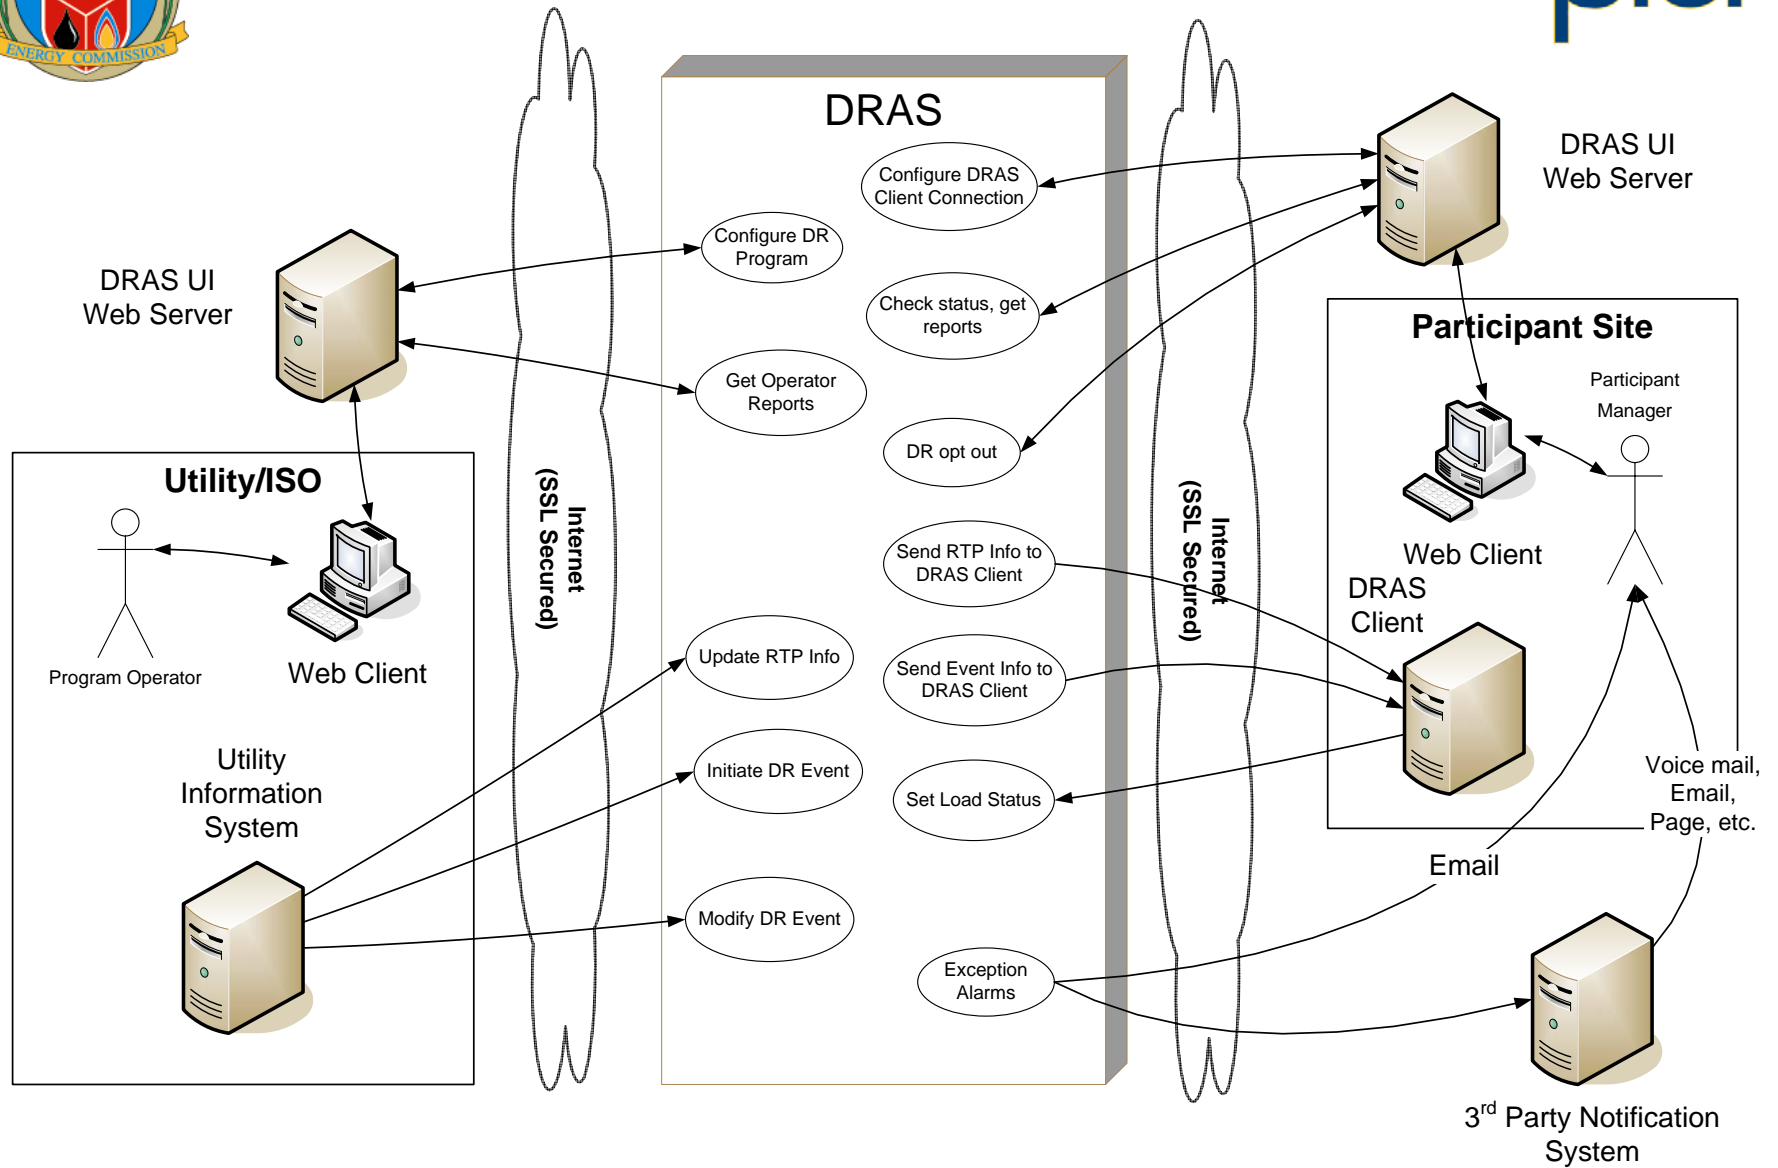 ENERGY COMMISSION
DRAS
DRAS UI
Web Server
Configure DRAS
Client Connection
Configure DR
Program
DRAS UI
Web Server
Check status, get
reports
Participant Site
Get Operator
Reports
Participant
Manager
DR opt out
Utility/ISO
Internet
(SSL Secured)
Internet
(SSL Secured)
Send RTP Info to
DRAS Client
Web Client
DRAS
Client
Update RTP Info
Send Event Info to
DRAS Client
Program Operator
Web Client
Utility
Information
System
Initiate DR Event
Set Load Status
Voice mail,
Email,
Page, etc.
Email
Modify DR Event
Exception
Alarms
3rd Party Notification
System